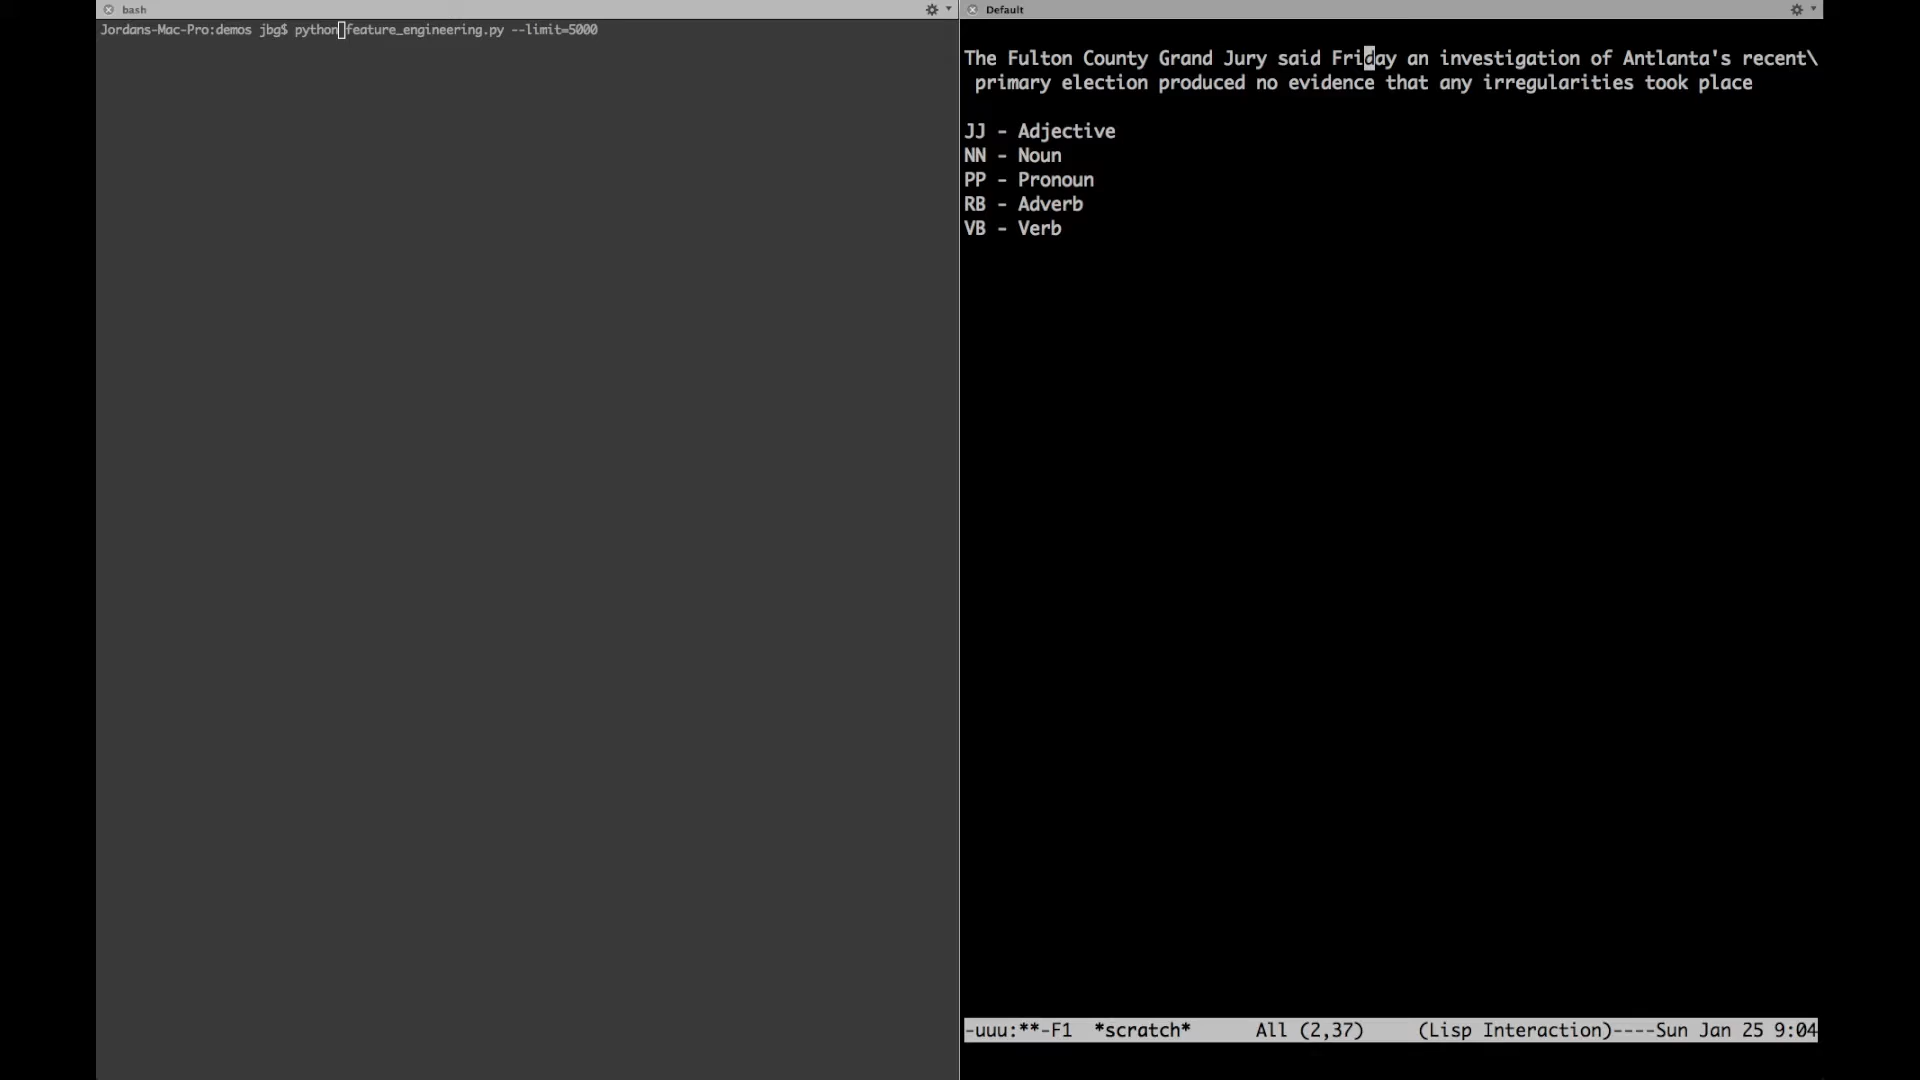 bash
Jordans-Mac-Pro:demos jbg$ python feature_engineering.py --limit=5000
Default
The Fulton County Grand Jury said Friday an investigation of Antlanta's recent\
primary election produced no evidence that any irregularities took place
JJ - Adjective
NN - Noun
PP - Pronoun
RB - Adverb
VB - Verb
-uuu:**-F1  *scratch*      All (2,37)     (Lisp Interaction)----Sun Jan 25 9:04